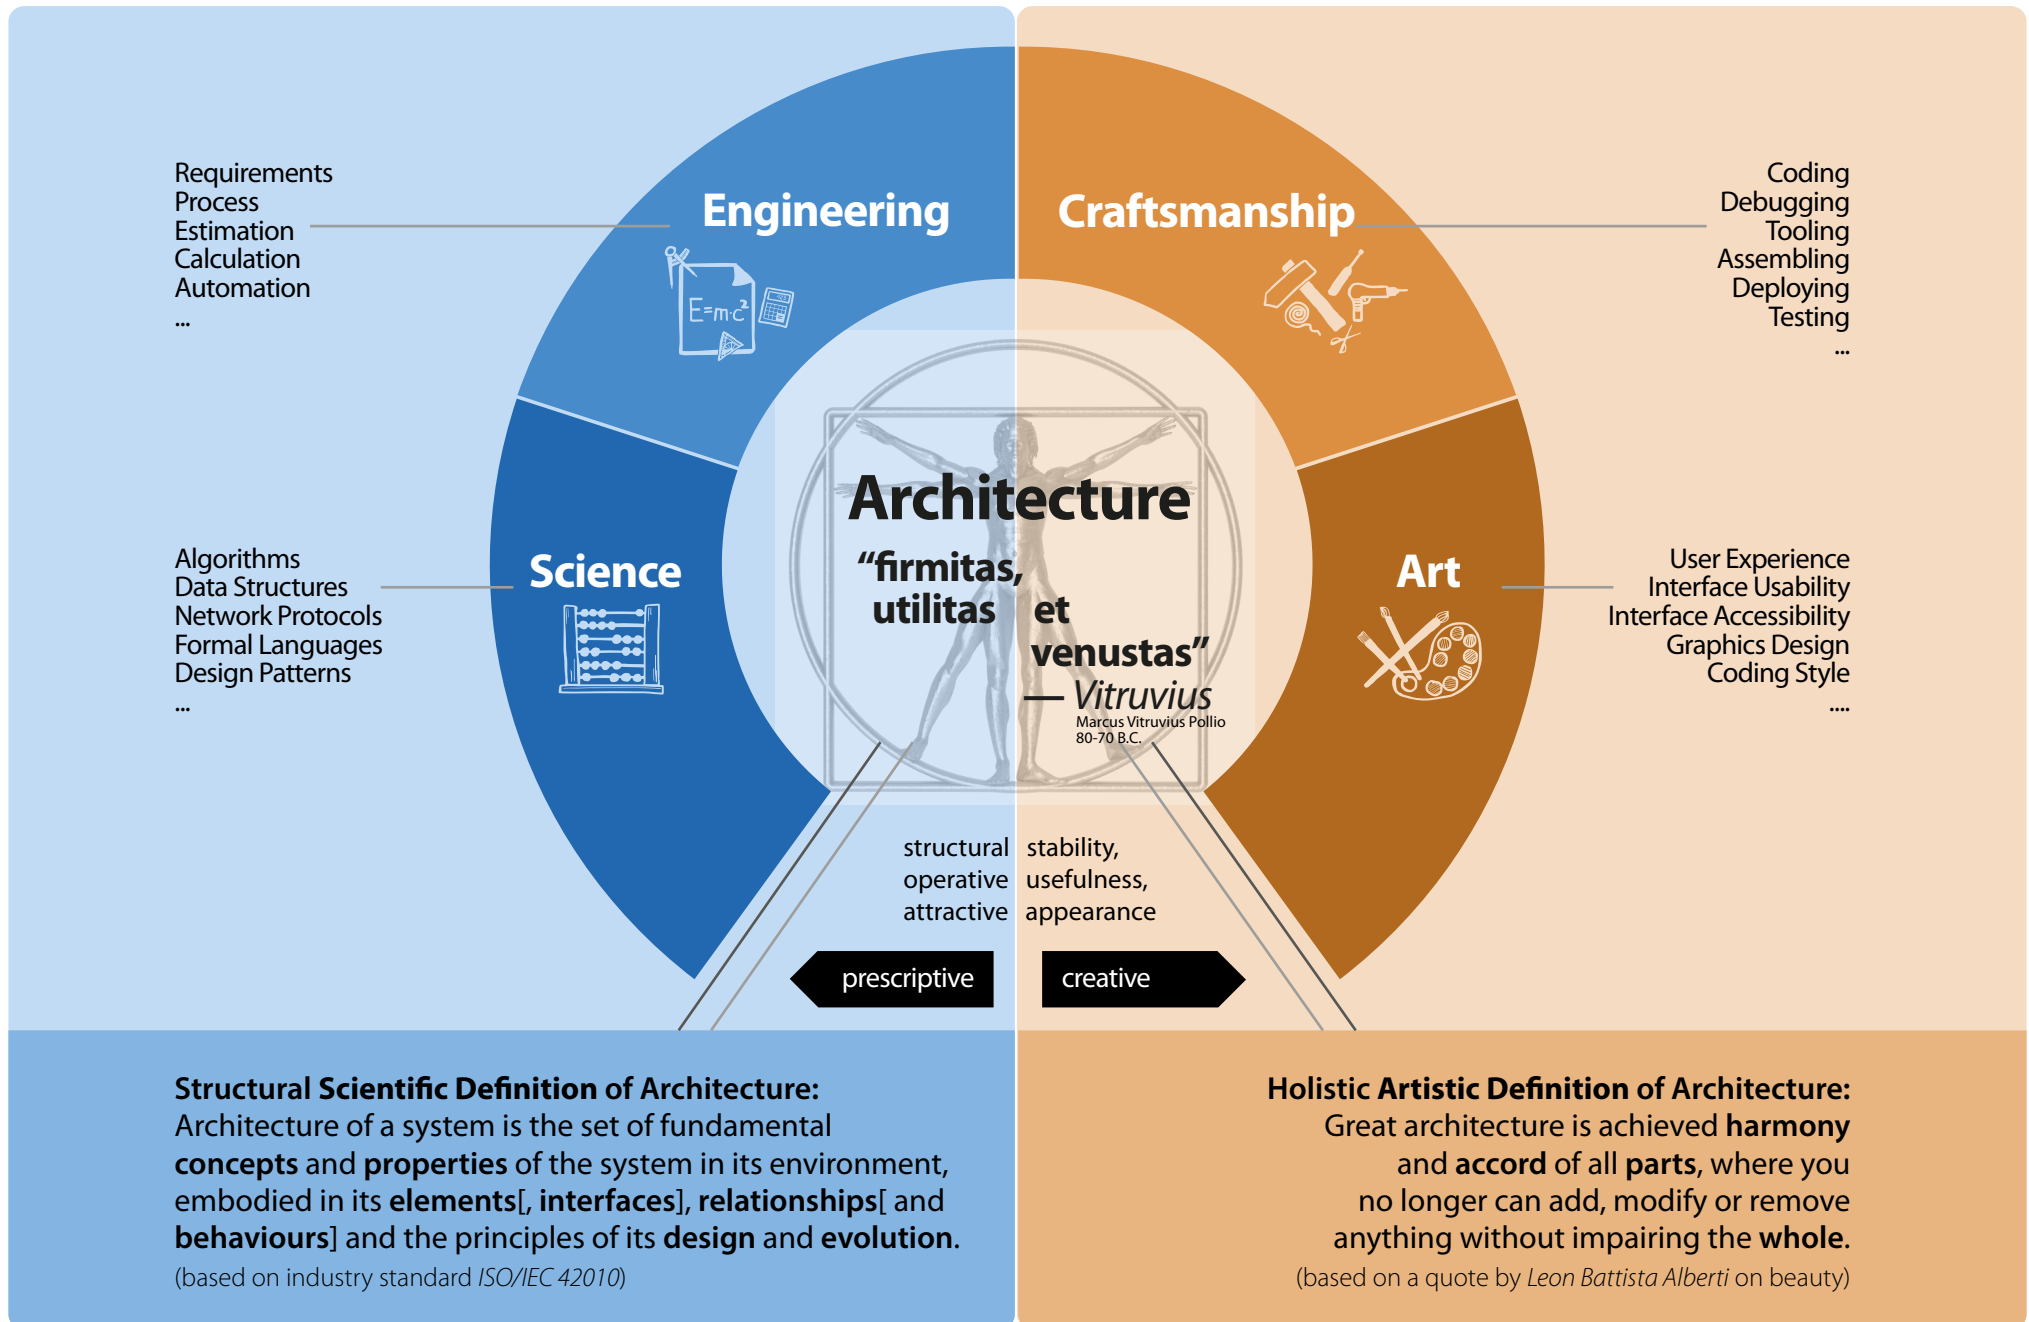 Engineering
Requirements
Process
Estimation
Calculation
Automation
...
E=m·c²
Craftsmanship
Coding
Debugging
Tooling
Assembling
Deploying
Testing
...
Science
Algorithms
Data Structures
Network Protocols
Formal Languages
Design Patterns
...
Architecture
“firmitas,
utilitas et
venustas”
— Vitruvius
Marcus Vitruvius Pollio
80-70 B.C.
Art
User Experience
Interface Usability
Interface Accessibility
Graphics Design
Coding Style
....
structural stability,
operative usefulness,
attractive appearance
prescriptive
creative
Structural Scientific Definition of Architecture:
Architecture of a system is the set of fundamental
concepts and properties of the system in its environment,
embodied in its elements[, interfaces], relationships[ and
behaviours] and the principles of its design and evolution.
(based on industry standard ISO/IEC 42010)
Holistic Artistic Definition of Architecture:
Great architecture is achieved harmony
and accord of all parts, where you
no longer can add, modify or remove
anything without impairing the whole.
(based on a quote by Leon Battista Alberti on beauty)